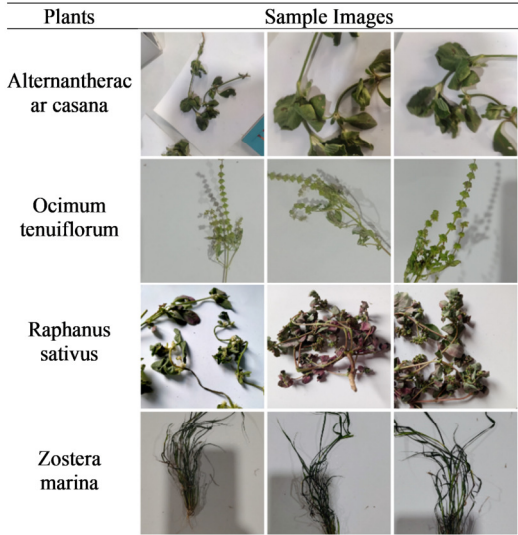 Plants Sample Images
Alternantherac
ar casana
Ocimum
tenuiflorum
Raphanus
sativus
Zostera
marina